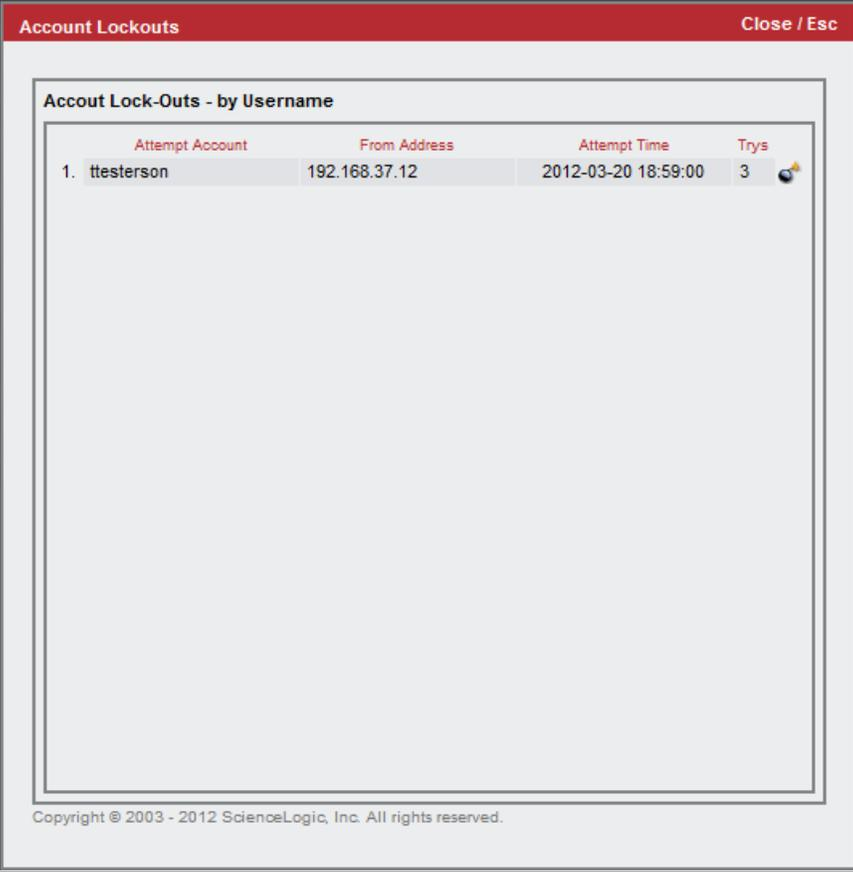 Account Lockouts Close / Esc
Accout Lock-Outs - by Username
Attempt Account From Address Attempt Time Trys
1. ttesterson 192.168.37.12 2012-03-20 18:59:00 3
Copyright © 2003 - 2012 ScienceLogic, Inc. All rights reserved.